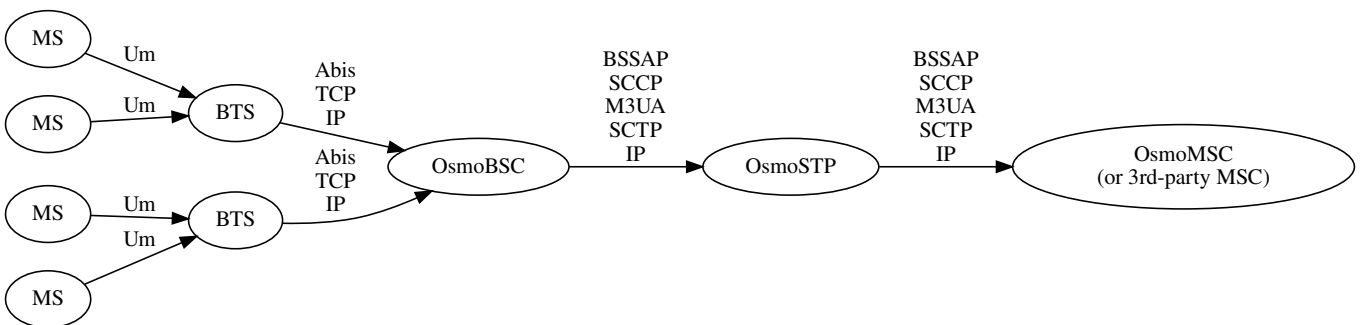 MS
Um
MS
Um
BTS
Abis
TCP
IP
MS
Um
MS
Um
BTS
Abis
TCP
IP
OsmoBSC
BSSAP
SCCP
M3UA
SCTP
IP
OsmoSTP
BSSAP
SCCP
M3UA
SCTP
IP
OsmoMSC
(or 3rd-party MSC)